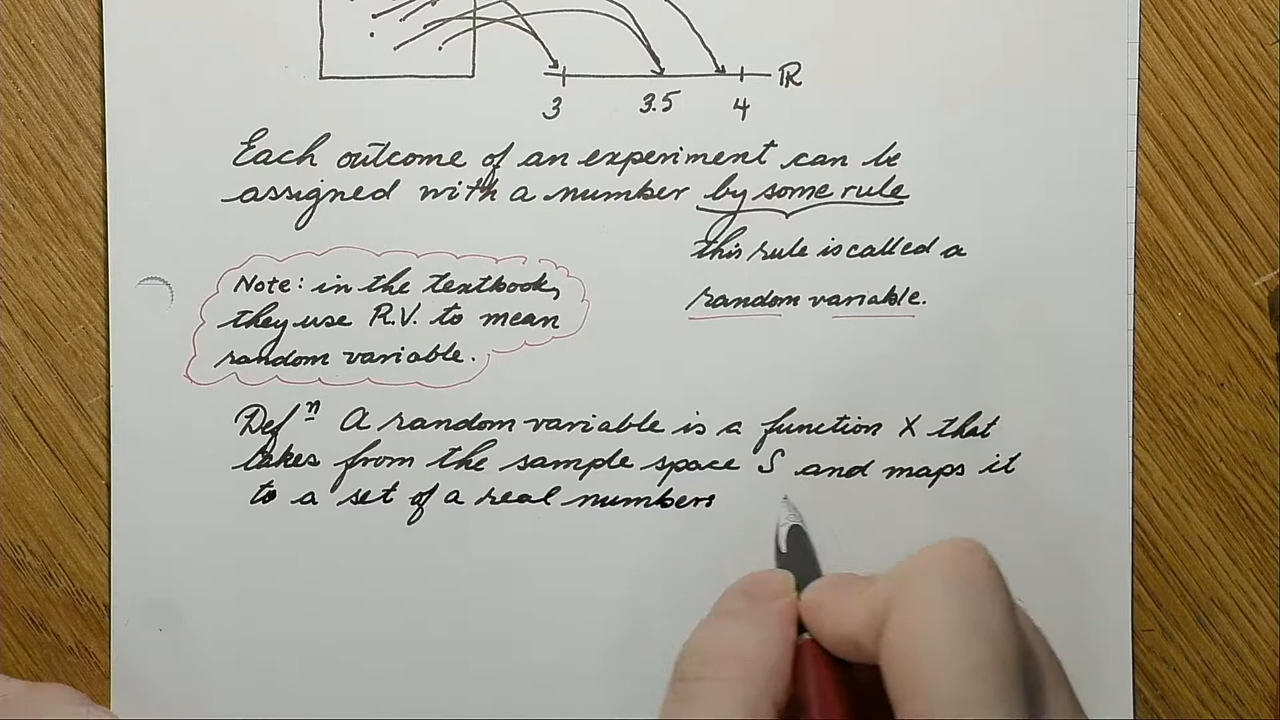 3 3.5 4 ℝ
Each outcome of an experiment can be
assigned with a number by some rule
this rule is called a
random variable.
Note: in the textbook,
they use R.V. to mean
random variable.
Defⁿ A random variable is a function X that
takes from the sample space S and maps it
to a set of a real numbers